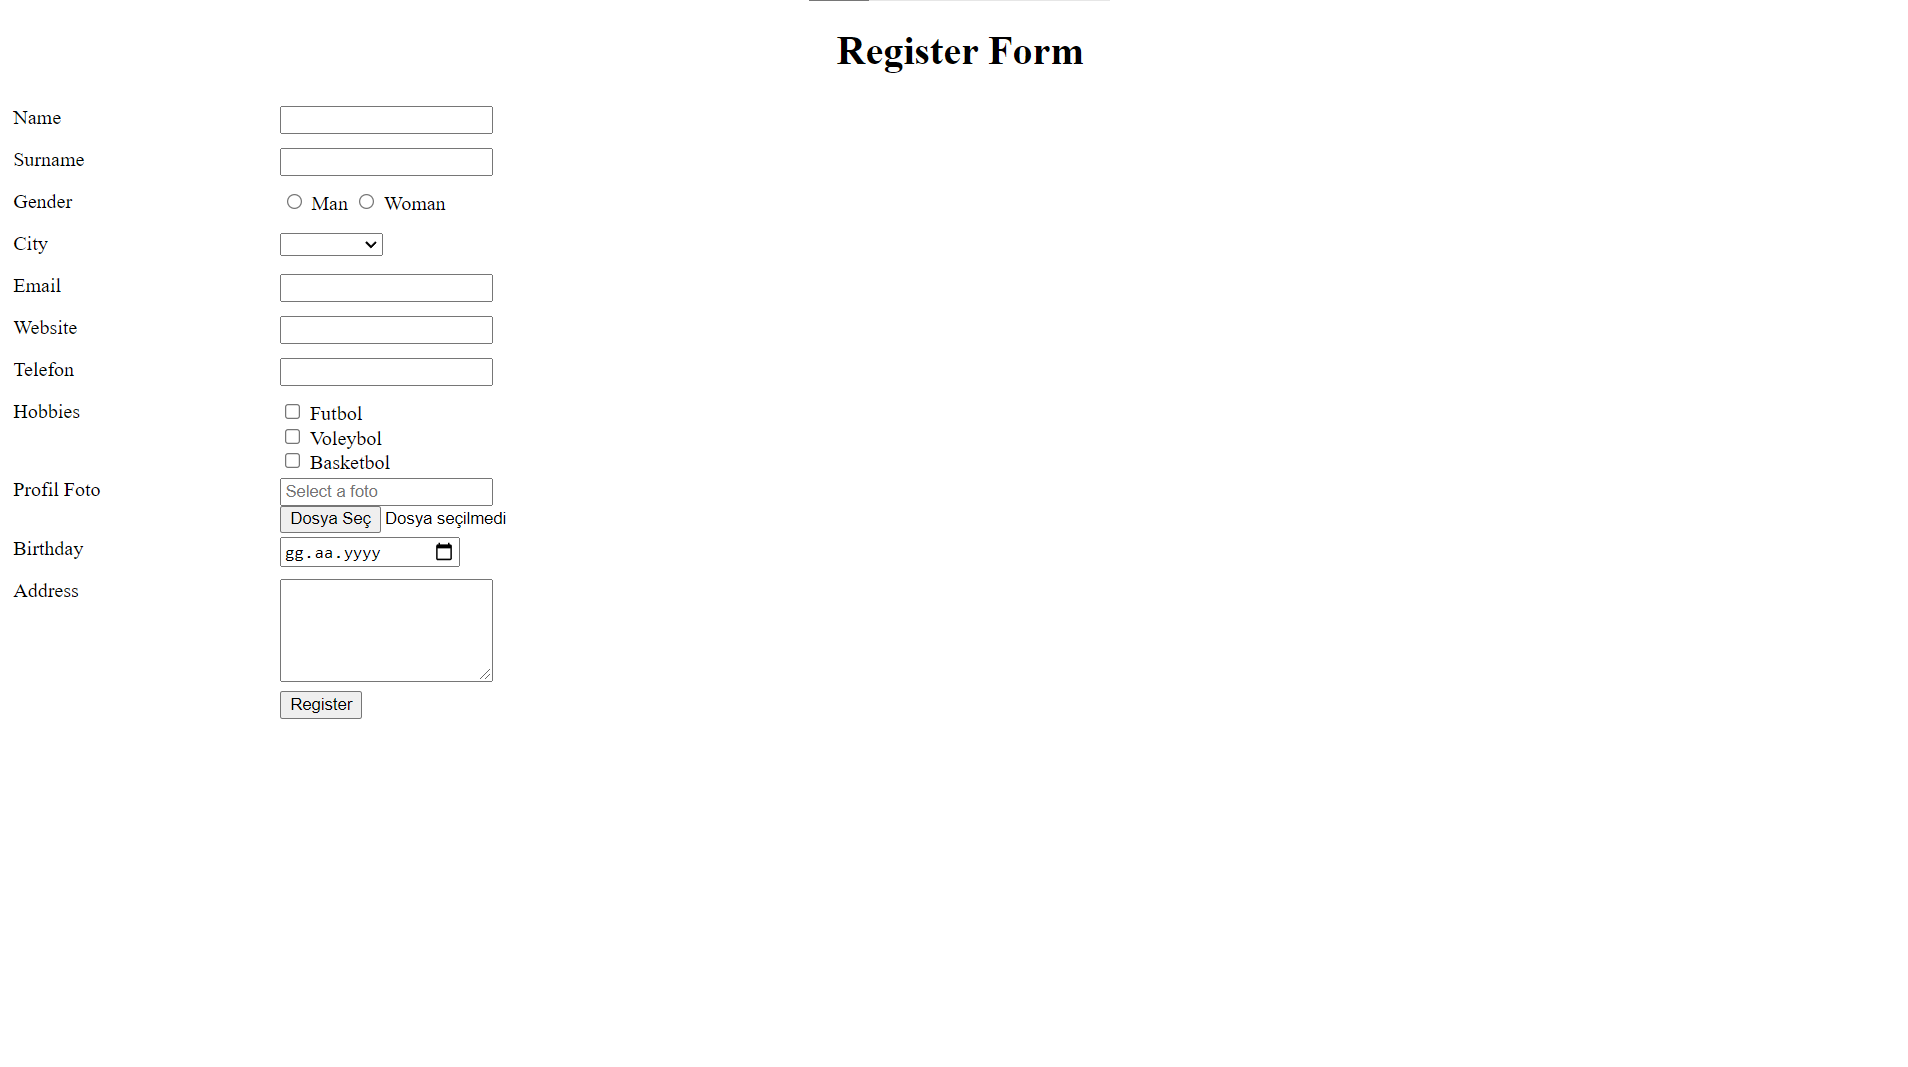 Register Form
Name
Surname
Gender Man Woman
City
Email
Website
Telefon
Hobbies Futbol
Voleybol
Basketbol
Profil Foto Select a foto
Dosya Seç Dosya seçilmedi
Birthday gg.aa.yyyy
Address
Register